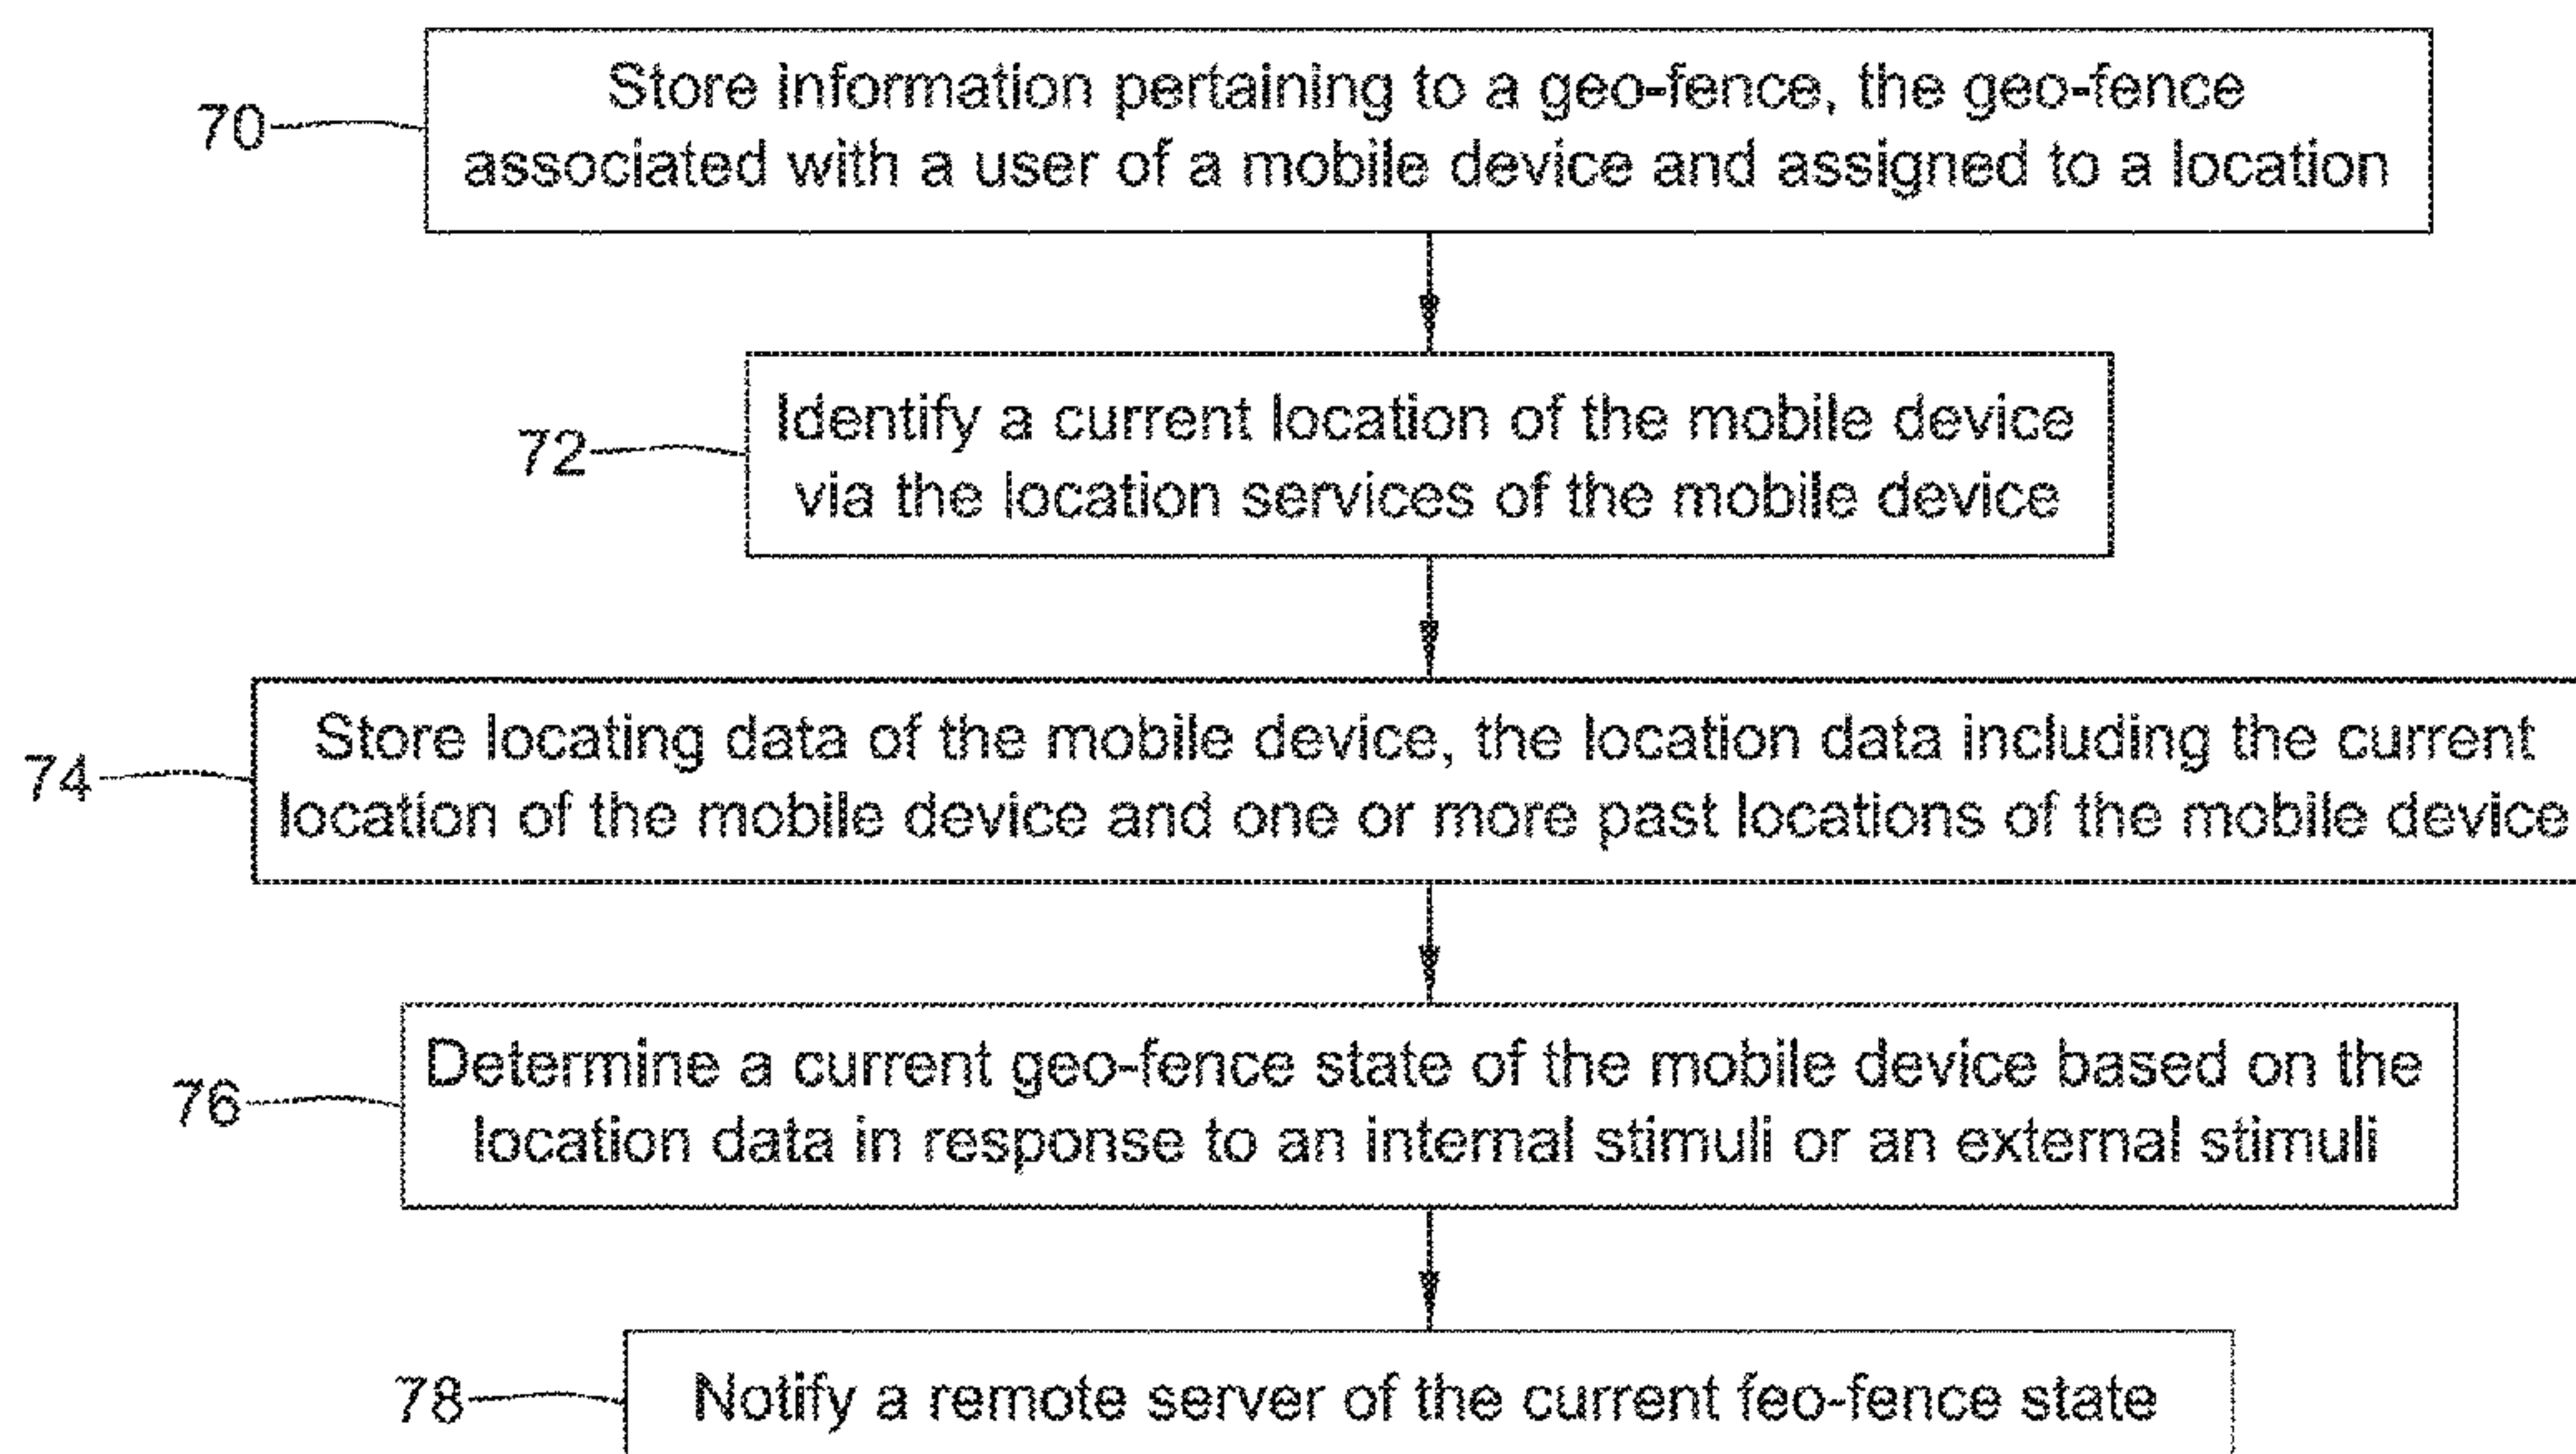 Store information pertaining to a geo-fence, the geo-fence
70
associated with a user of a mobile device and assigned to a location
Identify a current location of the mobile device
72
via the location services of the mobile device
Store locating data of the mobile device, the location data including the current
74
location of the mobile device and one or more past locations of the mobile device
Determine a current geo-fence state of the mobile device based on the
76
location data in response to an internal stimuli or an external stimuli
78
Notify a remote server of the current feo-fence state